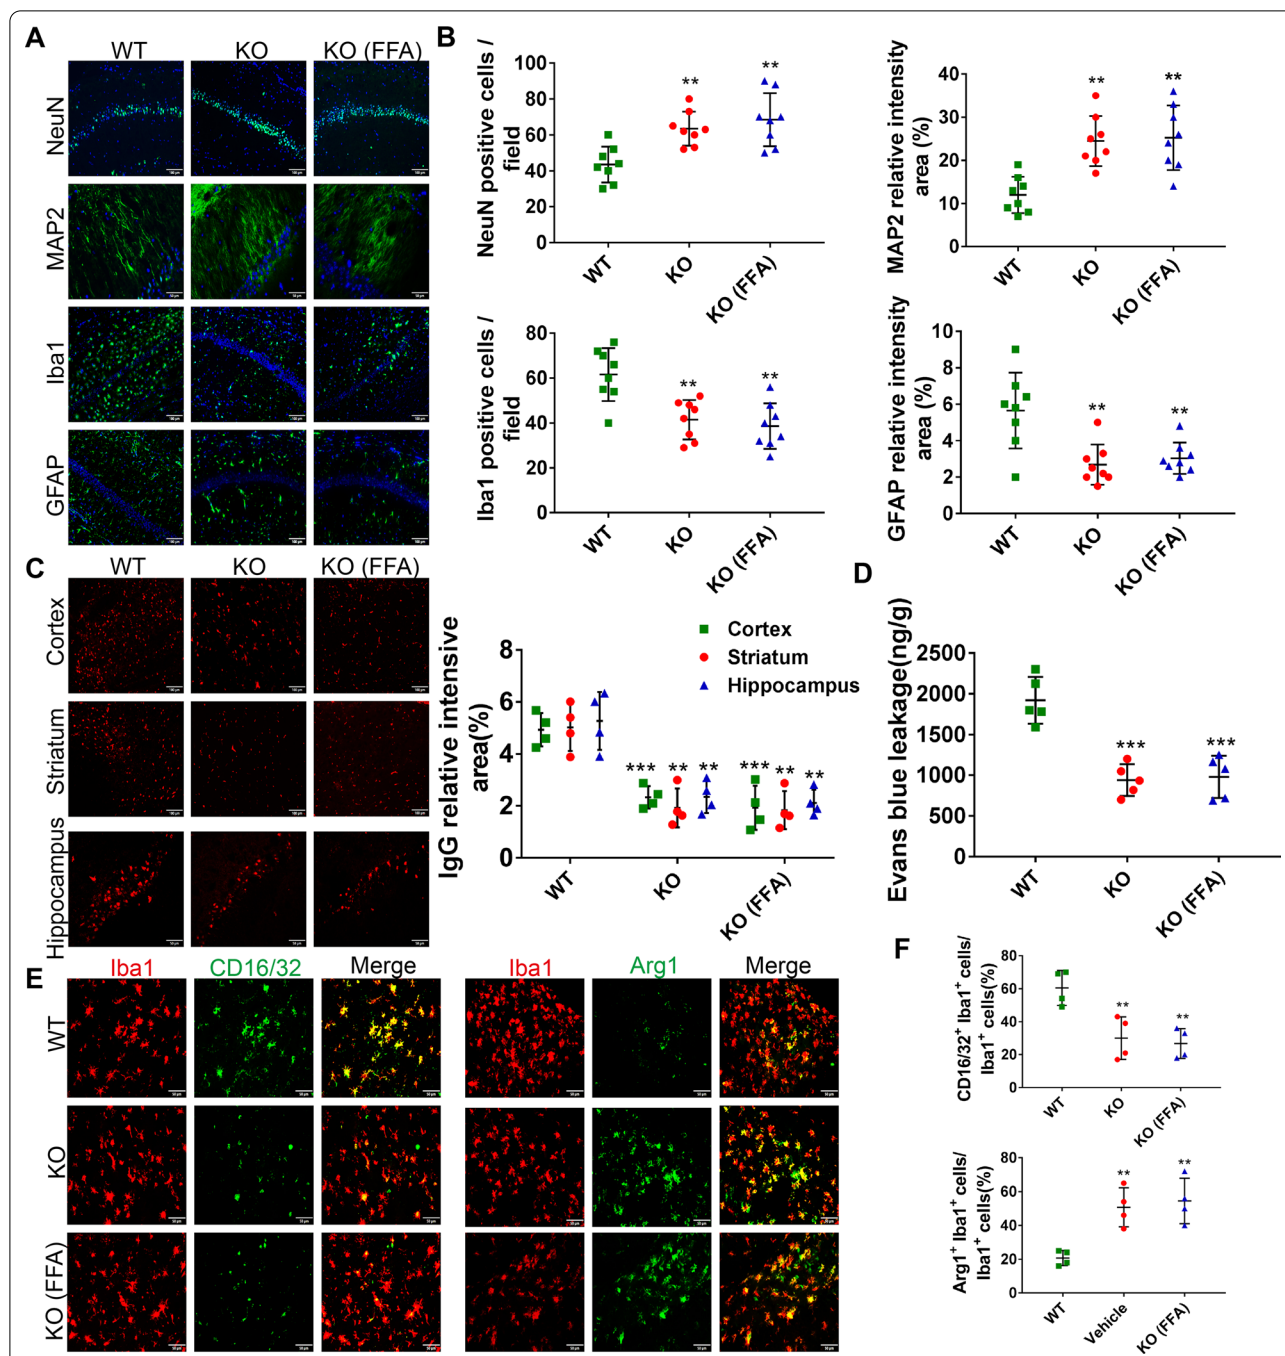 A
WT
KO
KO (FFA)
NeuN
MAP2
Iba1
GFAP
B
NeuN positive cells /
field
100
80
60
40
20
0
**
**
WT
KO
KO (FFA)
MAP2 relative intensity
area (%)
40
30
20
10
0
**
**
WT
KO
KO (FFA)
Iba1 positive cells /
field
80
60
40
20
0
**
**
WT
KO
KO (FFA)
GFAP relative intensity
area (%)
10
8
6
4
2
0
**
**
WT
KO
KO (FFA)
C
WT
KO
KO (FFA)
Cortex
Striatum
Hippocampus
IgG relative intensive
area(%)
8
6
4
2
0
Cortex
Striatum
Hippocampus
*** ** **
*** ** **
WT
KO
KO (FFA)
D
Evans blue leakage(ng/g)
2500
2000
1500
1000
500
0
***
***
WT
KO
KO (FFA)
E
Iba1
CD16/32
Merge
Iba1
Arg1
Merge
WT
KO
KO (FFA)
F
CD16/32+ Iba1+ cells/
Iba1+ cells(%)
80
60
40
20
0
**
**
WT
KO
KO (FFA)
Arg1+ Iba1+ cells/
Iba1+ cells(%)
80
60
40
20
0
**
**
WT
Vehicle
KO (FFA)